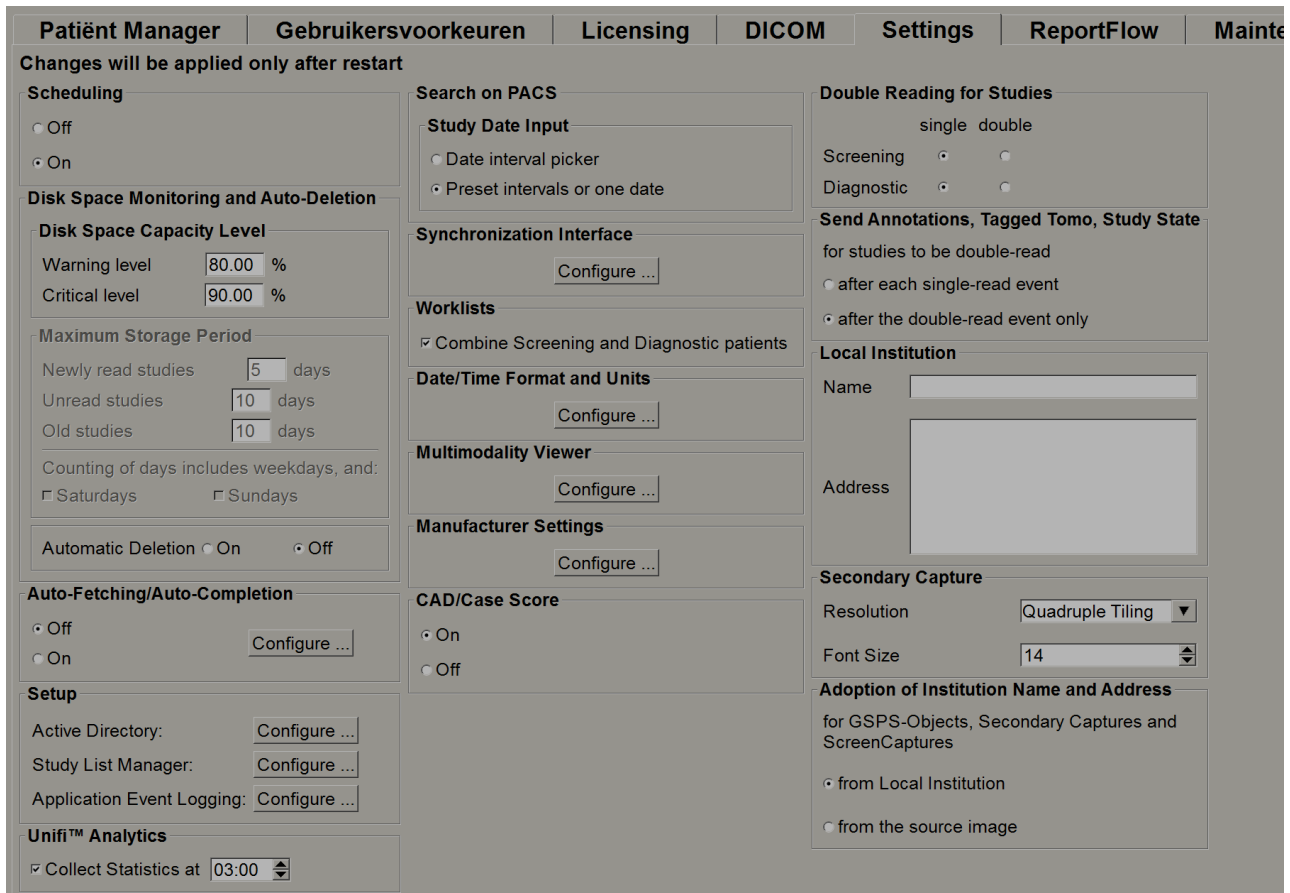 Patiënt Manager
Gebruikersvoorkeuren
Licensing
DICOM
Settings
ReportFlow
Mainte
Changes will be applied only after restart
Scheduling
Off
On
Disk Space Monitoring and Auto-Deletion
Disk Space Capacity Level
Warning level 80.00 %
Critical level 90.00 %
Maximum Storage Period
Newly read studies 5 days
Unread studies 10 days
Old studies 10 days
Counting of days includes weekdays, and:
Saturdays Sundays
Automatic Deletion On Off
Auto-Fetching/Auto-Completion
Off
On
Configure ...
Setup
Active Directory: Configure ...
Study List Manager: Configure ...
Application Event Logging: Configure ...
Unifi™ Analytics
Collect Statistics at 03:00
Search on PACS
Study Date Input
Date interval picker
Preset intervals or one date
Synchronization Interface
Configure ...
Worklists
Combine Screening and Diagnostic patients
Date/Time Format and Units
Configure ...
Multimodality Viewer
Configure ...
Manufacturer Settings
Configure ...
CAD/Case Score
On
Off
Double Reading for Studies
single double
Screening
Diagnostic
Send Annotations, Tagged Tomo, Study State
for studies to be double-read
after each single-read event
after the double-read event only
Local Institution
Name
Address
Secondary Capture
Resolution Quadruple Tiling
Font Size 14
Adoption of Institution Name and Address
for GSPS-Objects, Secondary Captures and
ScreenCaptures
from Local Institution
from the source image